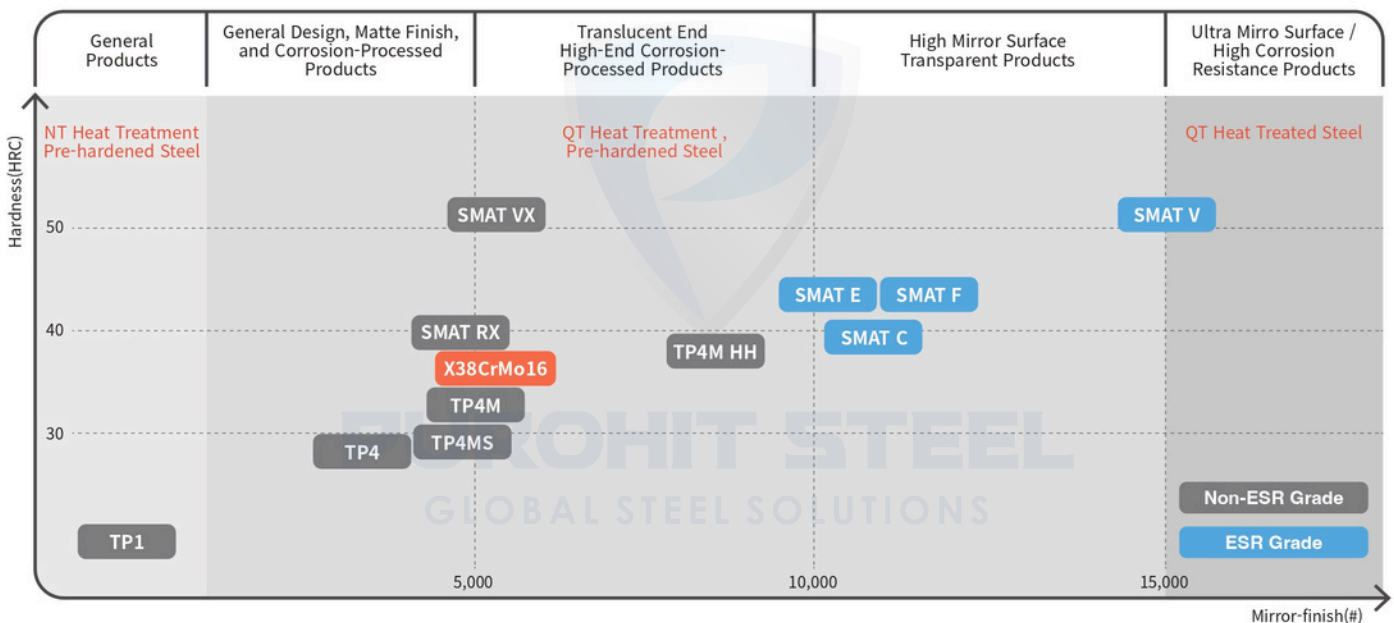 General
Products
General Design, Matte Finish,
and Corrosion-Processed
Products
Translucent End
High-End Corrosion-
Processed Products
High Mirror Surface
Transparent Products
Ultra Mirro Surface /
High Corrosion
Resistance Products
Hardness(HRC)
NT Heat Treatment
Pre-hardened Steel
QT Heat Treatment ,
Pre-hardened Steel
QT Heat Treated Steel
SMAT VX
SMAT V
50
SMAT E
SMAT F
SMAT RX
40
SMAT C
TP4M HH
X38CrMo16
TP4M
PUROHIT STEEL
30
TP4MS
TP4
Non-ESR Grade
GLOBAL STEEL SOLUTIONS
TP1
ESR Grade
5,000
10,000
15,000
Mirror-finish(#)